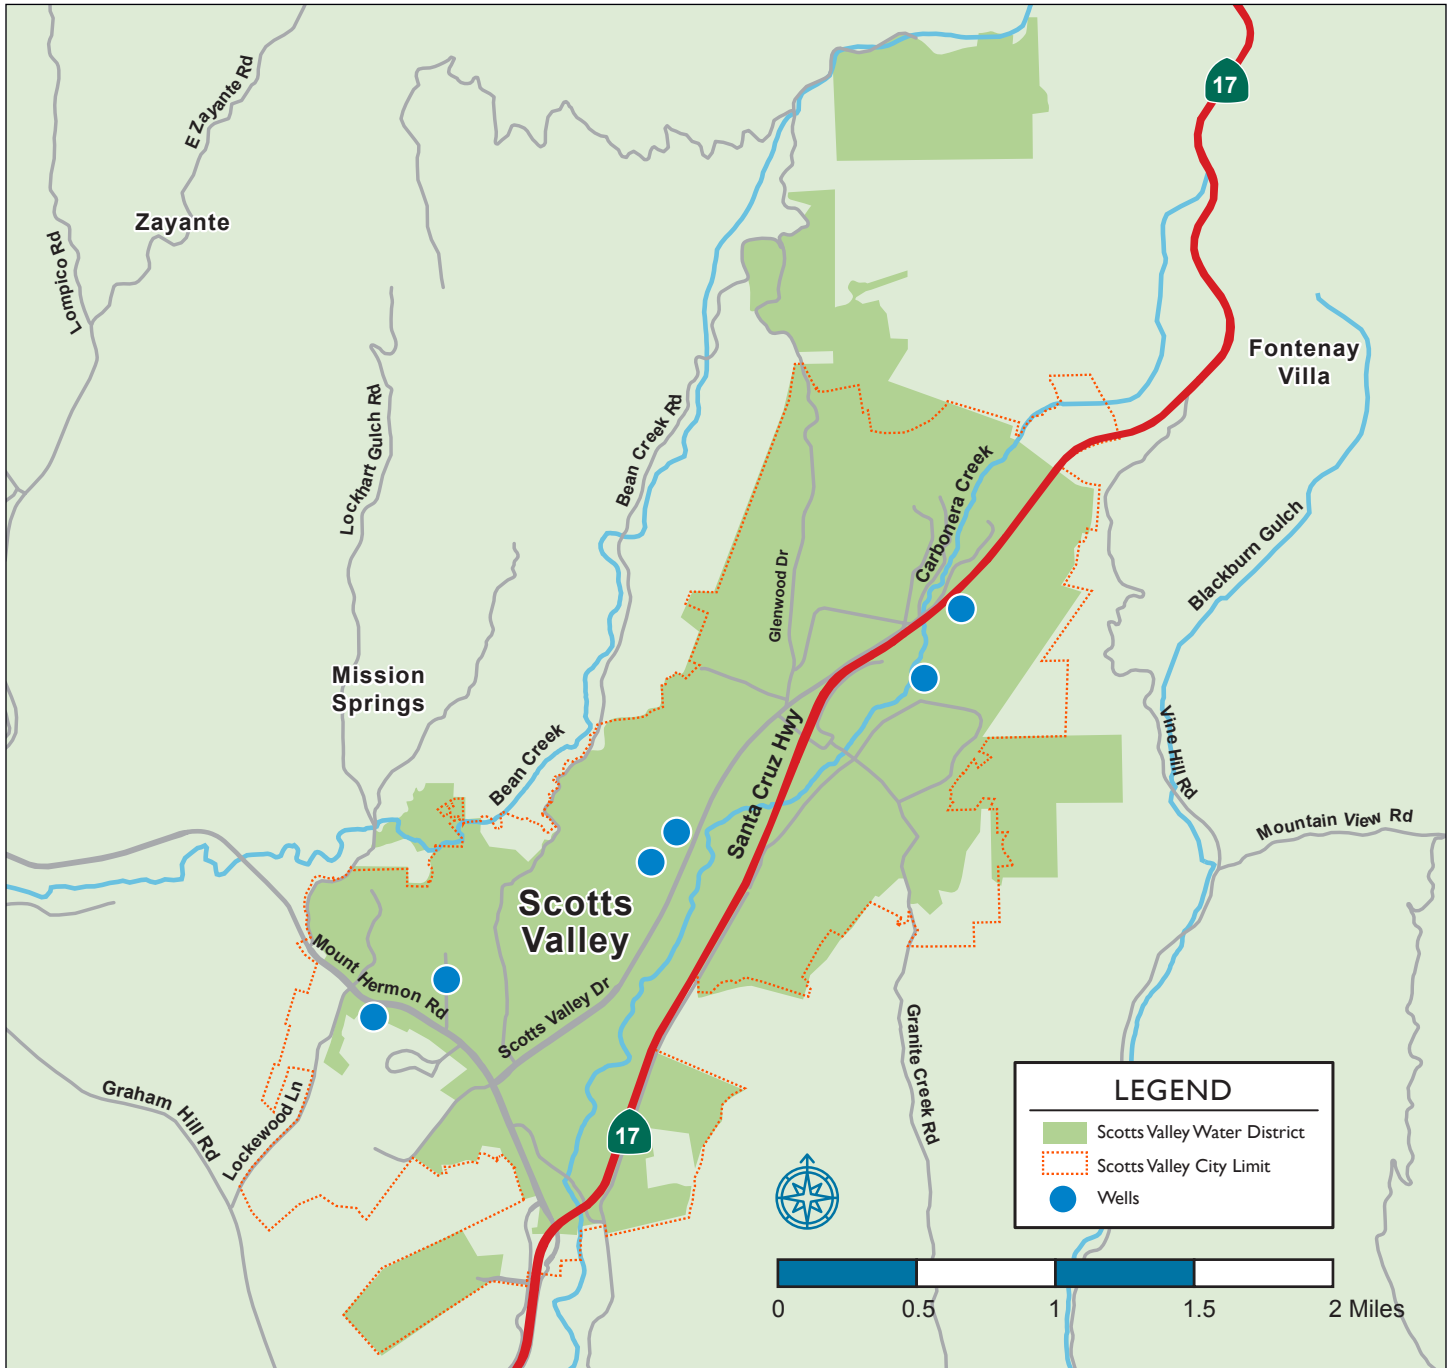 17
E Zayante Rd
Zayante
Lompico Rd
Fontenay
Villa
Lockhart Gulch Rd
Bean Creek Rd
Carbonera Creek
Blackburn Gulch
Glenwood Dr
Mission
Springs
Vine Hill Rd
Santa Cruz Hwy
Bean Creek
Mountain View Rd
Scotts
Valley
Mount Hermon Rd
Scotts Valley Dr
Granite Creek Rd
Graham Hill Rd
Lockewood Ln
17
LEGEND
Scotts Valley Water District
Scotts Valley City Limit
Wells
0 0.5 1 1.5 2 Miles